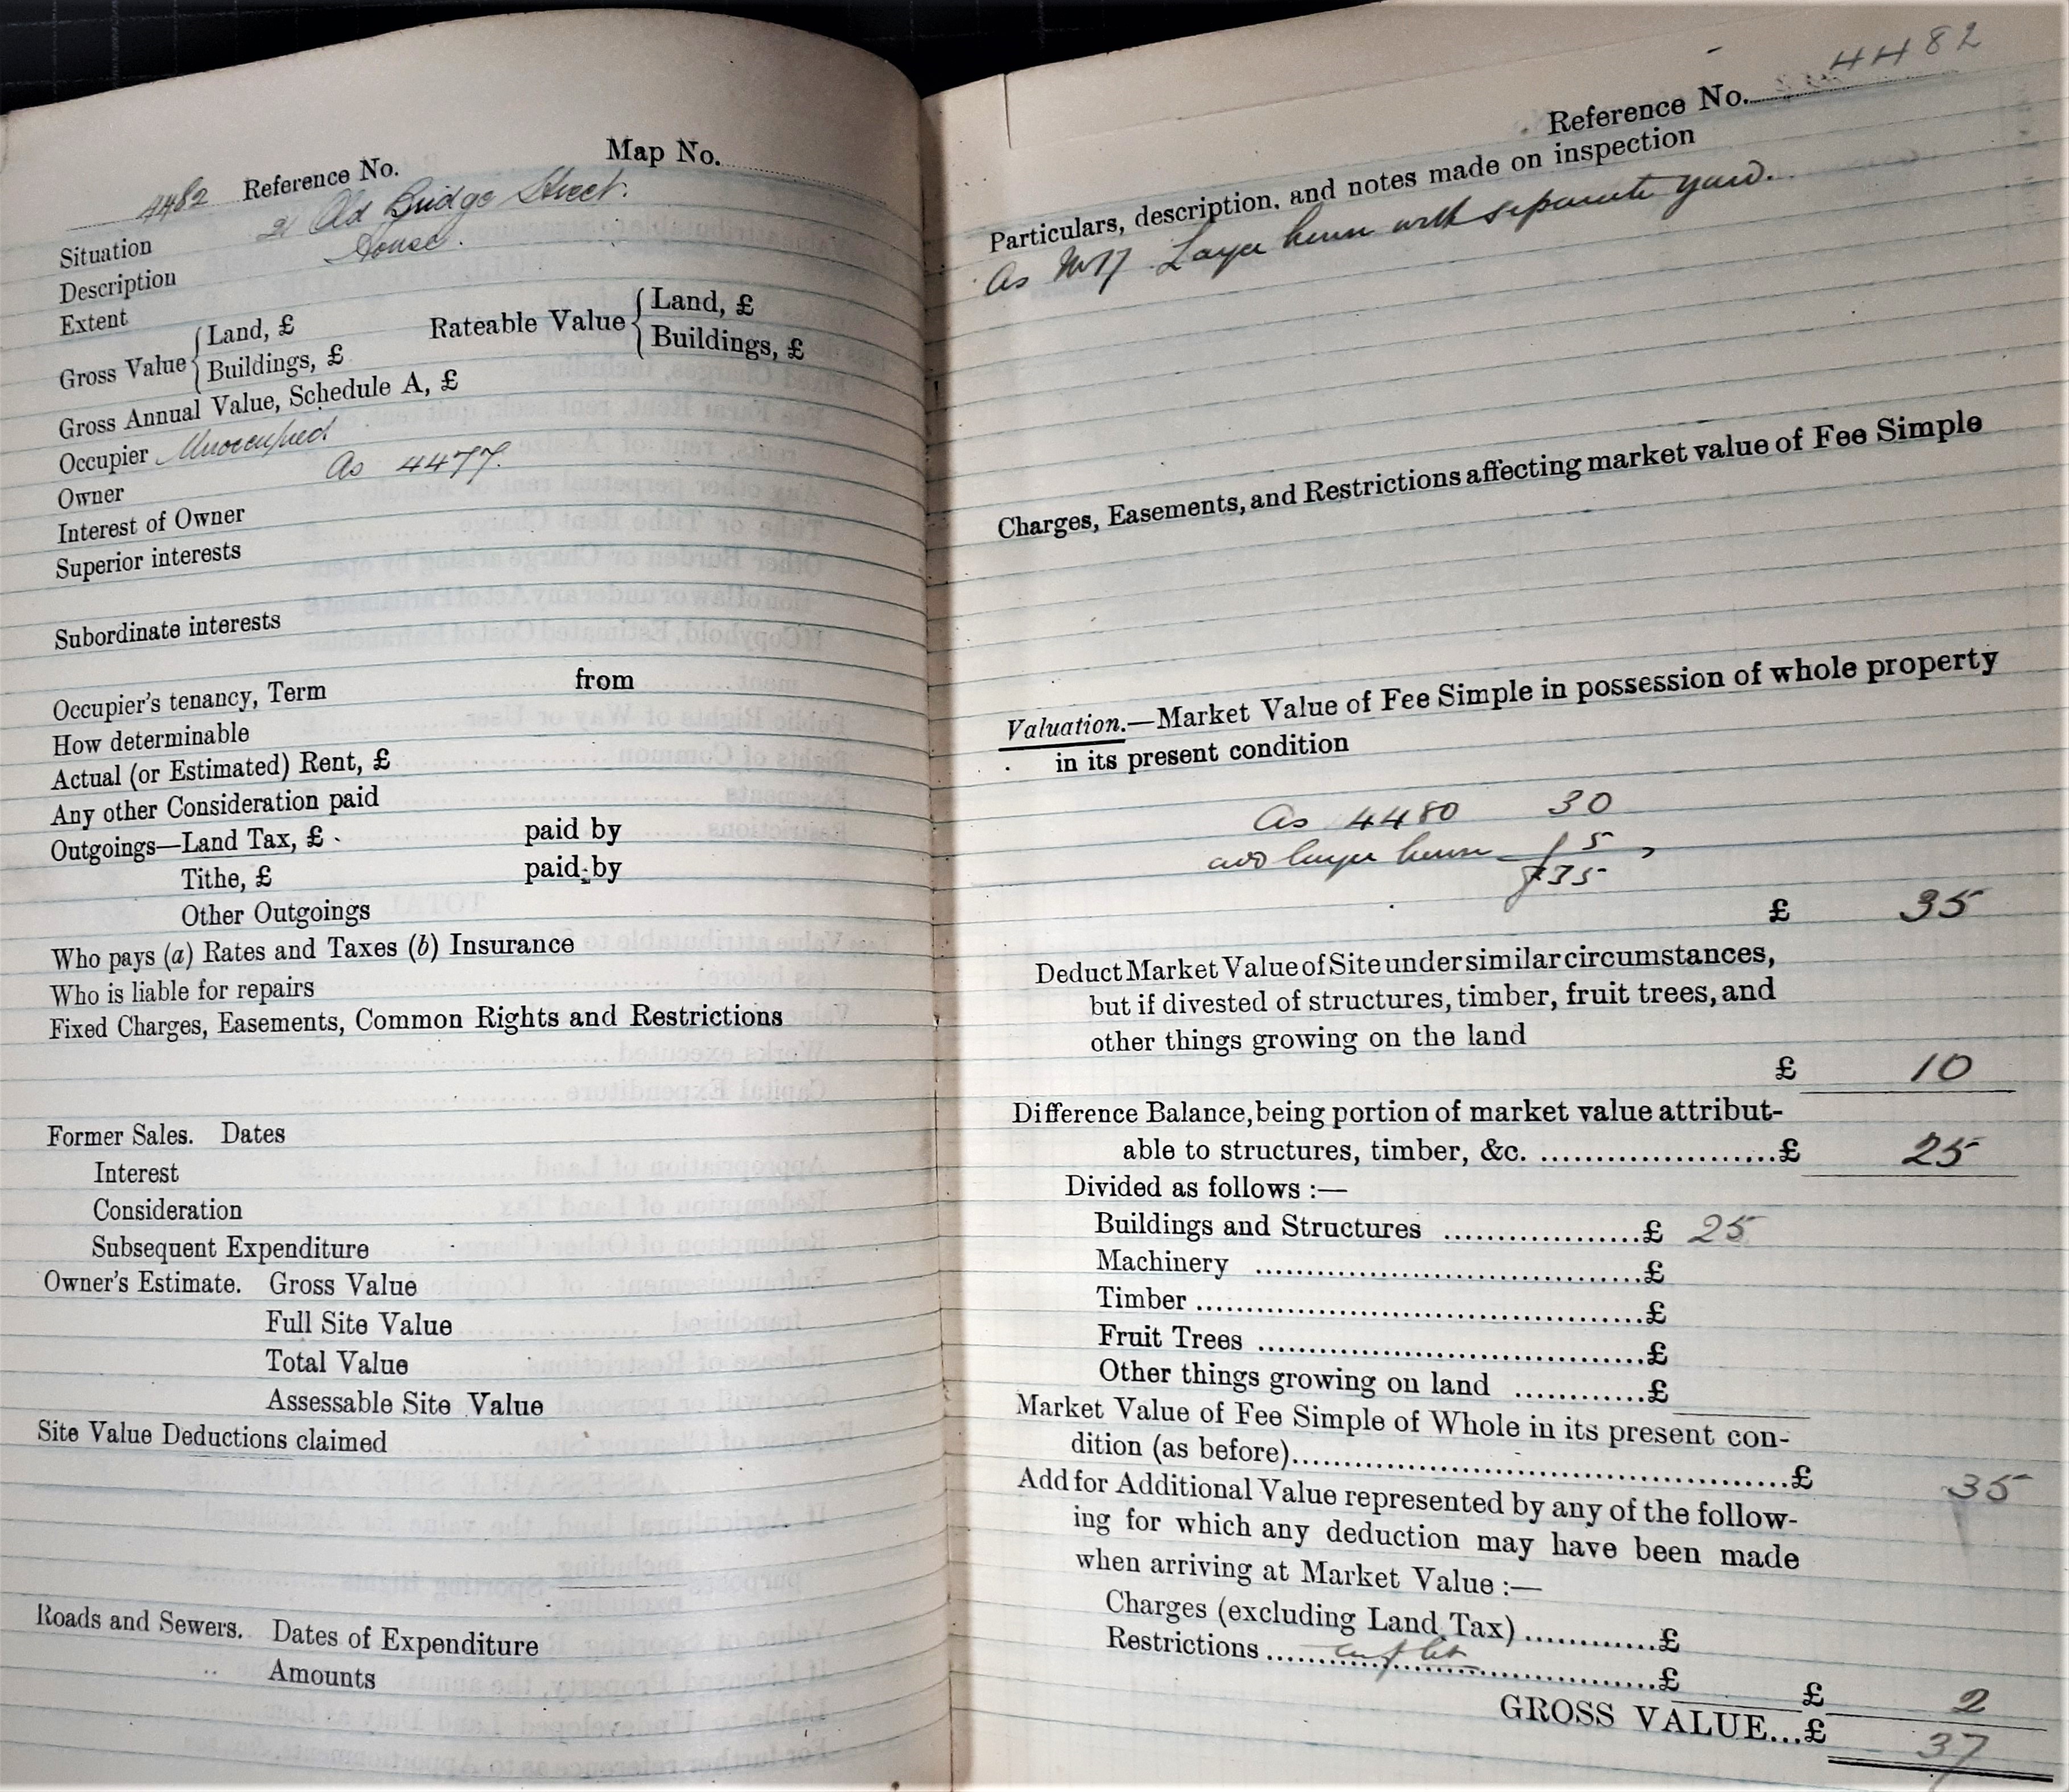 4482 Reference No. Map No.
Situation 21 Old Bridge Street.
Description House.
Extent
Gross Value { Land, £ Rateable Value { Land, £
Buildings, £ Buildings, £
Gross Annual Value, Schedule A, £
Occupier Unoccupied
Owner As 4477.
Interest of Owner
Superior interests
Subordinate interests
Occupier's tenancy, Term from
How determinable
Actual (or Estimated) Rent, £
Any other Consideration paid
Outgoings—Land Tax, £ paid by
Tithe, £ paid by
Other Outgoings
Who pays (a) Rates and Taxes (b) Insurance
Who is liable for repairs
Fixed Charges, Easements, Common Rights and Restrictions
Former Sales. Dates
Interest
Consideration
Subsequent Expenditure
Owner's Estimate. Gross Value
Full Site Value
Total Value
Assessable Site Value
Site Value Deductions claimed
Roads and Sewers. Dates of Expenditure
Amounts
Reference No. 4482
Particulars, description, and notes made on inspection
As Larger house with separate yard.
Charges, Easements, and Restrictions affecting market value of Fee Simple
Valuation.—Market Value of Fee Simple in possession of whole property
in its present condition
As 4480 30
add larger house 5
£35
£ 35
Deduct Market Value of Site under similar circumstances,
but if divested of structures, timber, fruit trees, and
other things growing on the land
£ 10
Difference Balance, being portion of market value attribut-
able to structures, timber, &c. £ 25
Divided as follows :—
Buildings and Structures £ 25
Machinery £
Timber £
Fruit Trees £
Other things growing on land £
Market Value of Fee Simple of Whole in its present con-
dition (as before) £ 35
Add for Additional Value represented by any of the follow-
ing for which any deduction may have been made
when arriving at Market Value :—
Charges (excluding Land Tax) £
Restrictions £
£ 2
GROSS VALUE...£ 37